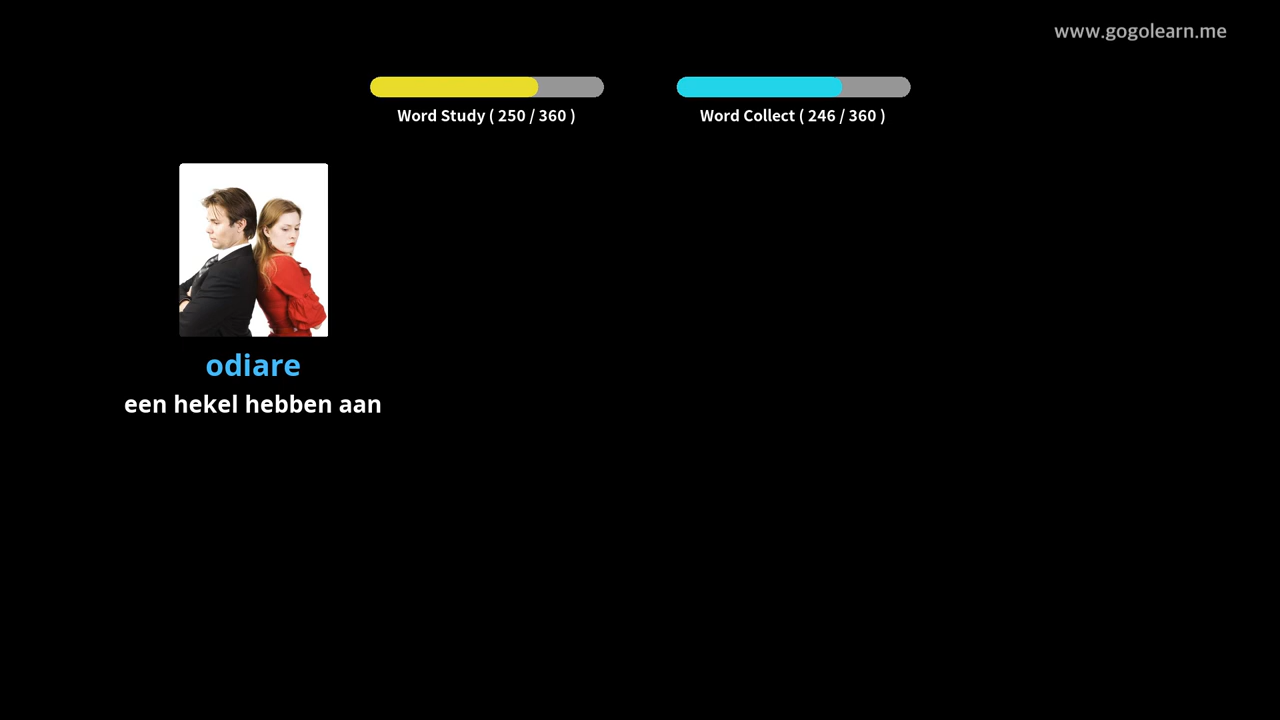 www.gogolearn.me
Word Study ( 250 / 360 )
Word Collect ( 246 / 360 )
odiare
een hekel hebben aan